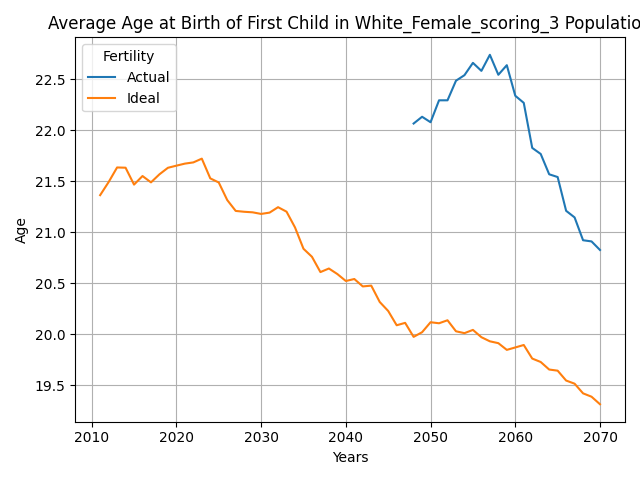 Average Age at Birth of First Child in White_Female_scoring_3 Populatio
Fertility
Actual
Ideal
22.5
22.0
21.5
21.0
20.5
20.0
19.5
Age
2010 2020 2030 2040 2050 2060 2070
Years